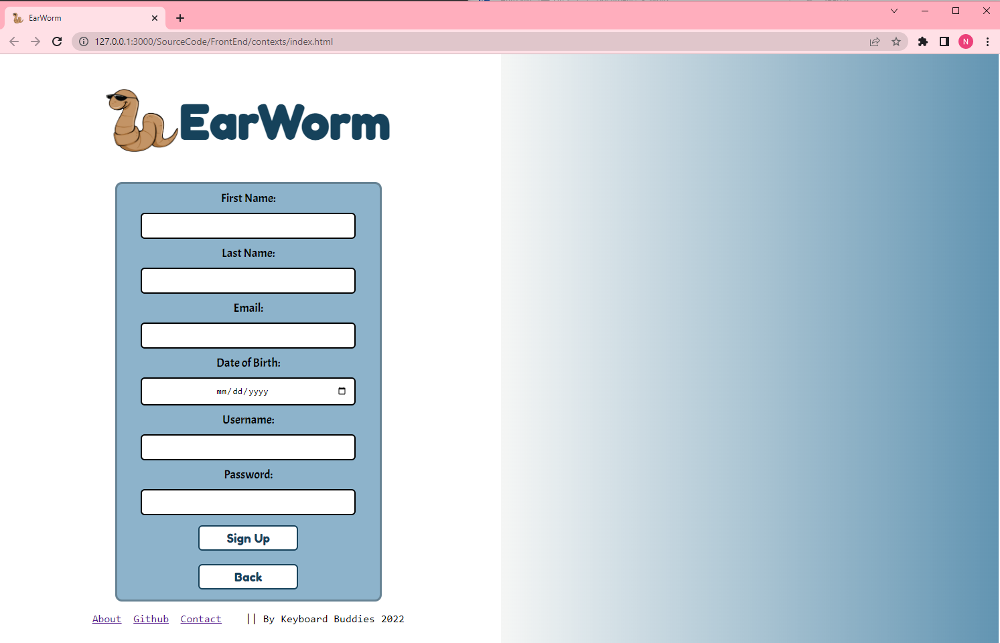 EarWorm
127.0.0.1:3000/SourceCode/FrontEnd/contexts/index.html
N
EarWorm
First Name:
Last Name:
Email:
Date of Birth:
mm/dd/yyyy
Username:
Password:
Sign Up
Back
About Github Contact || By Keyboard Buddies 2022